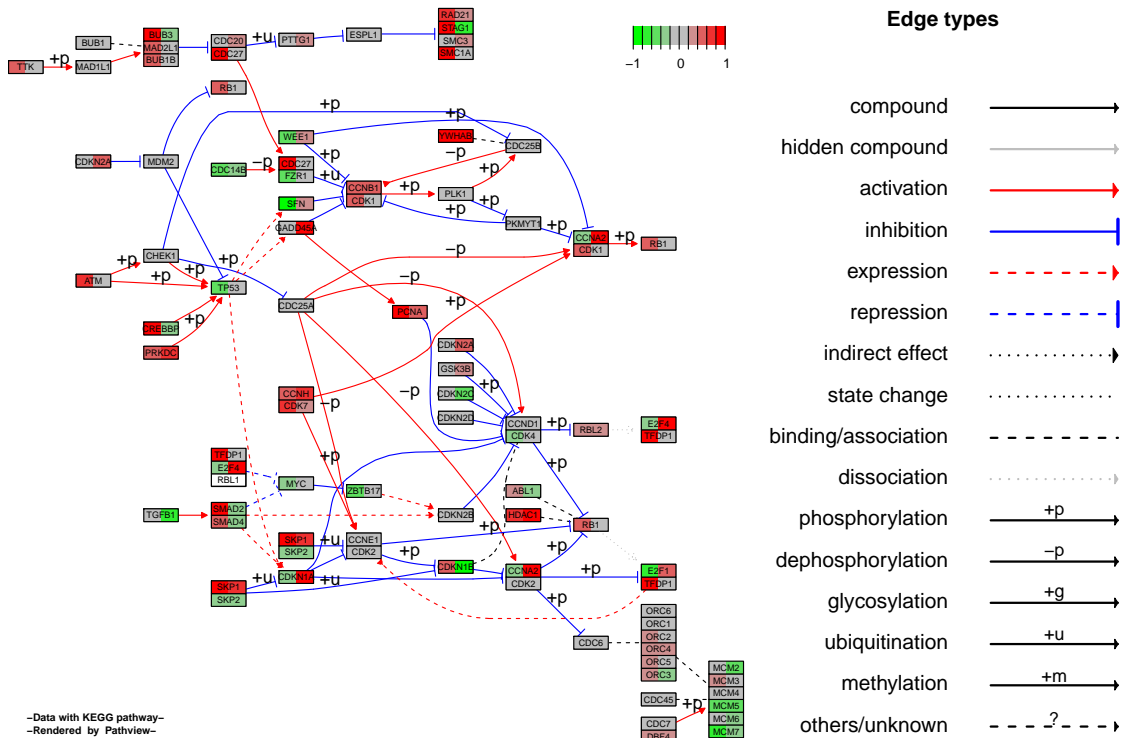 Edge types
−1 0 1
compound
hidden compound
activation
inhibition
expression
repression
indirect effect
state change
binding/association
dissociation
phosphorylation +p
dephosphorylation −p
glycosylation +g
ubiquitination +u
methylation +m
others/unknown ?
TTK
+p
BUB1
MAD1L1
BUB3
MAD2L1
BUB1B
CDC20
CDC27
+u
PTTG1
ESPL1
RAD21
STAG1
SMC3
SMC1A
RB1
CDKN2A
MDM2
CDC14B
−p
WEE1
CDC27
FZR1
+p
+u
+p
YWHAB
CDC25B
−p
CCNB1
CDK1
+p
PLK1
+p
+p
PKMYT1
+p
SFN
GADD45A
CCNA2
CDK1
+p
RB1
CHEK1
+p
ATM
+p
+p
TP53
−p
−p
+p
CDC25A
PCNA
CREBBP
PRKDC
+p
CDKN2A
GSK3B
+p
CDKN2C
CDKN2D
CCNH
CDK7
−p
−p
CCND1
CDK4
+p
RBL2
E2F4
TFDP1
+p
TFDP1
E2F4
RBL1
MYC
ZBTB17
ABL1
HDAC1
RB1
TGFB1
SMAD2
SMAD4
CDKN2B
+p
+p
SKP1
SKP2
+u
CCNE1
CDK2
+p
CDKN1B
SKP1
SKP2
+u
CDKN1A
+u
CCNA2
CDK2
+p
E2F1
TFDP1
+p
CDC6
ORC6
ORC1
ORC2
ORC4
ORC5
ORC3
CDC45
CDC7
DBF4
+p
MCM2
MCM3
MCM4
MCM5
MCM6
MCM7
−Data with KEGG pathway−
−Rendered by Pathview−